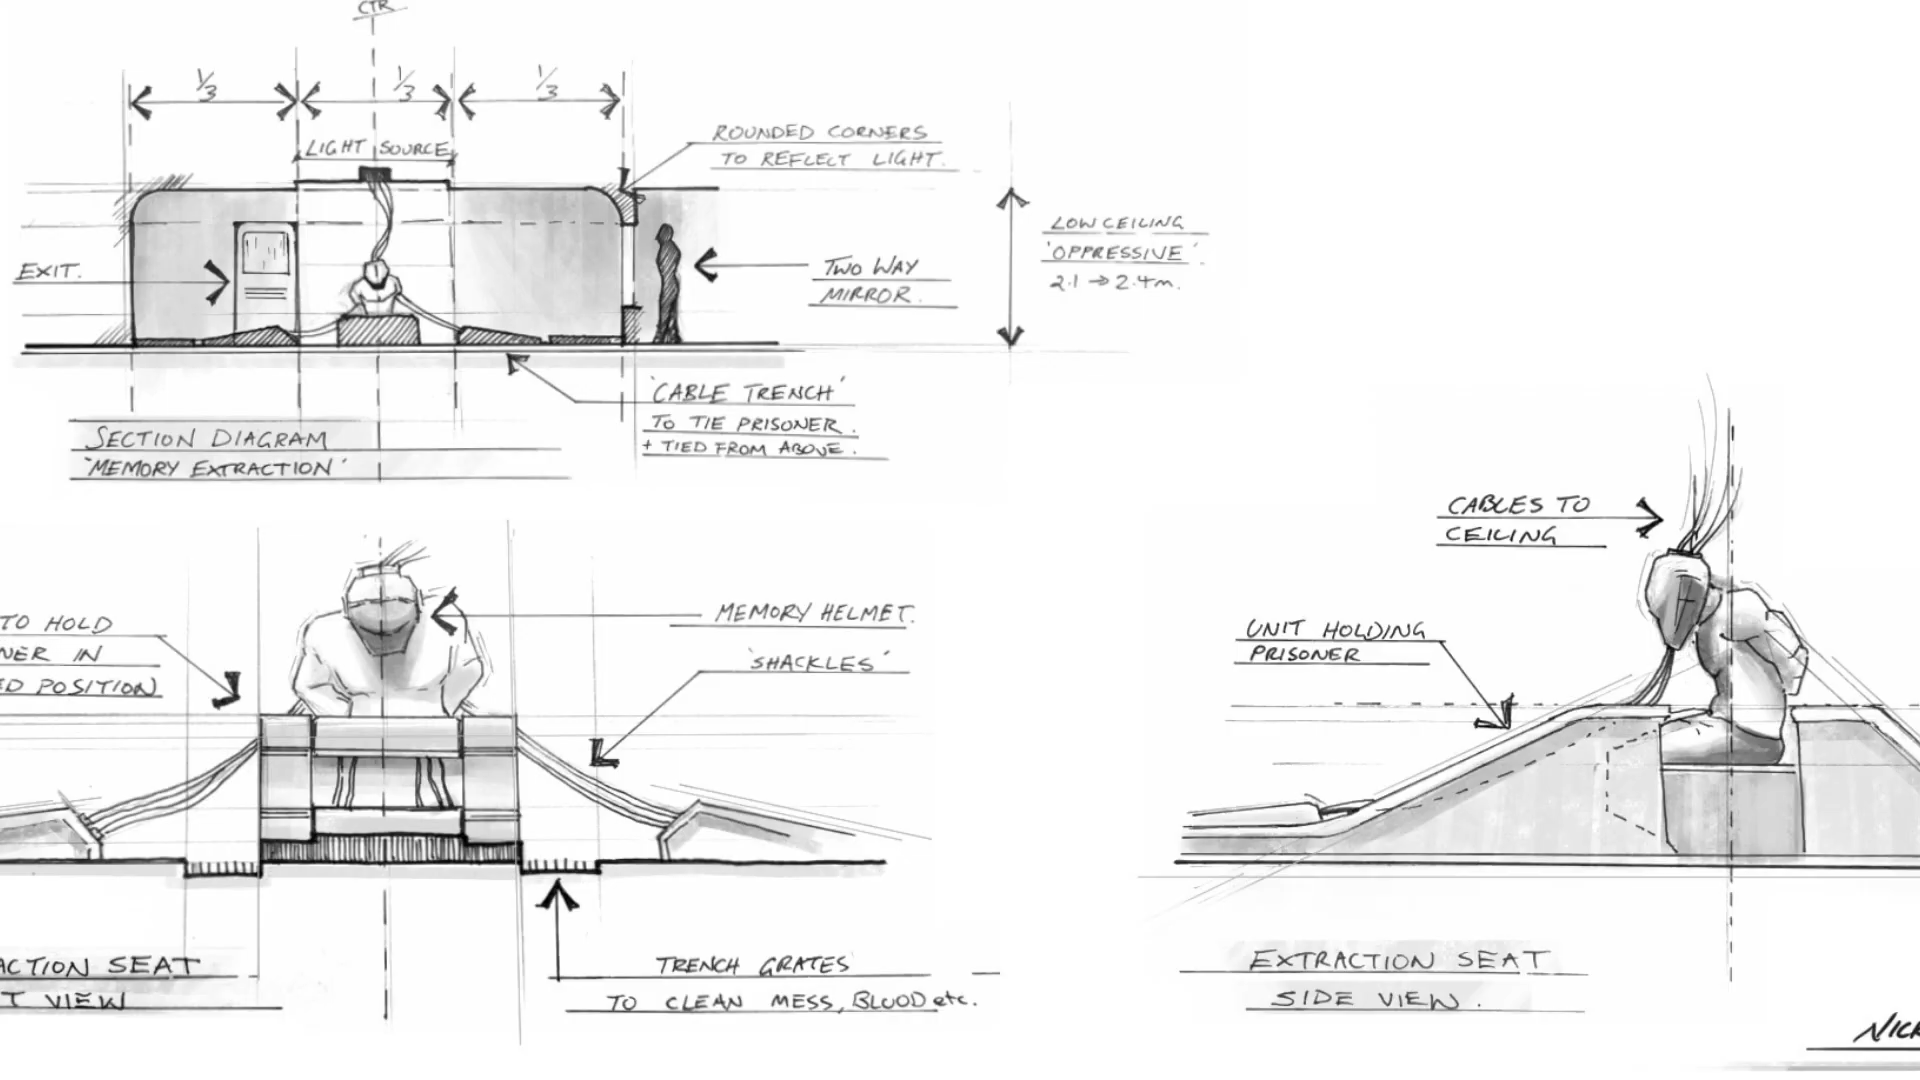 CTR
1/3
1/3
1/3
LIGHT SOURCE
ROUNDED CORNERS
TO REFLECT LIGHT.
LOW CEILING
'OPPRESSIVE'.
2.1 → 2.4m.
EXIT.
TWO WAY
MIRROR.
'CABLE TRENCH'
TO TIE PRISONER.
+ TIED FROM ABOVE.
SECTION DIAGRAM
'MEMORY EXTRACTION'
TO HOLD
NER IN
ED POSITION
MEMORY HELMET.
'SHACKLES'
ACTION SEAT
T VIEW
TRENCH GRATES
TO CLEAN MESS, BLOOD etc.
CABLES TO
CEILING
UNIT HOLDING
PRISONER
EXTRACTION SEAT
SIDE VIEW.
NICK